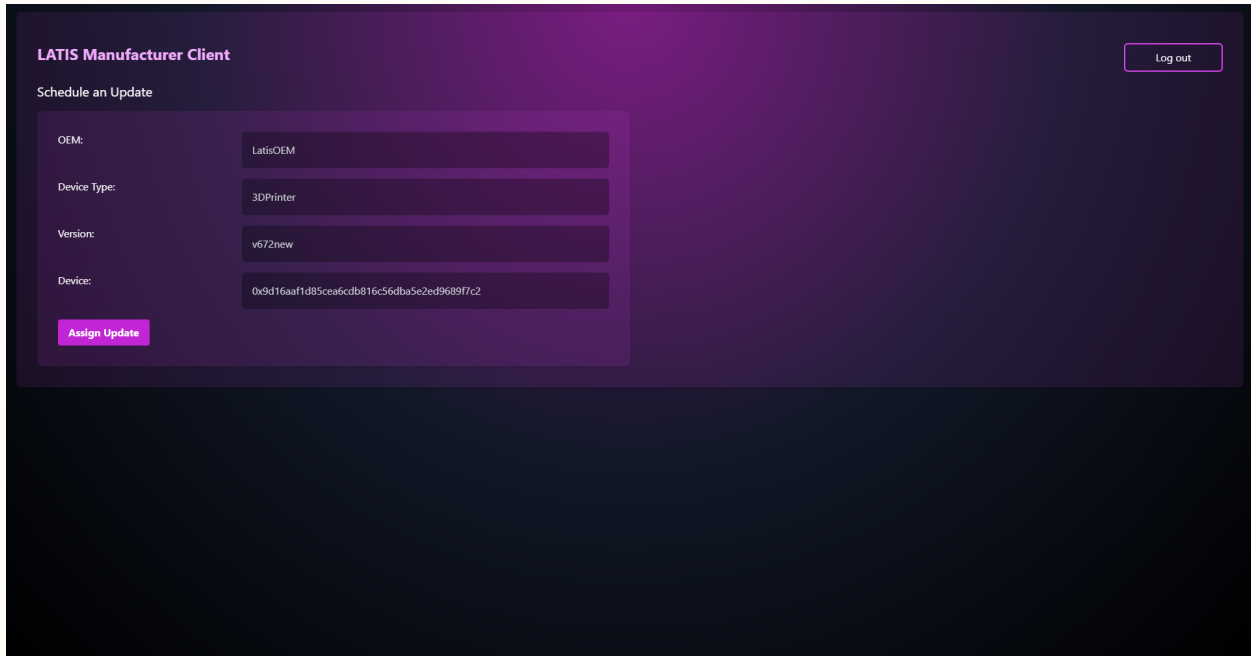 LATIS Manufacturer Client
Log out
Schedule an Update
OEM:
LatisOEM
Device Type:
3DPrinter
Version:
v672new
Device:
0x9d16aaf1d85cea6cdb816c56dba5e2ed9689f7c2
Assign Update